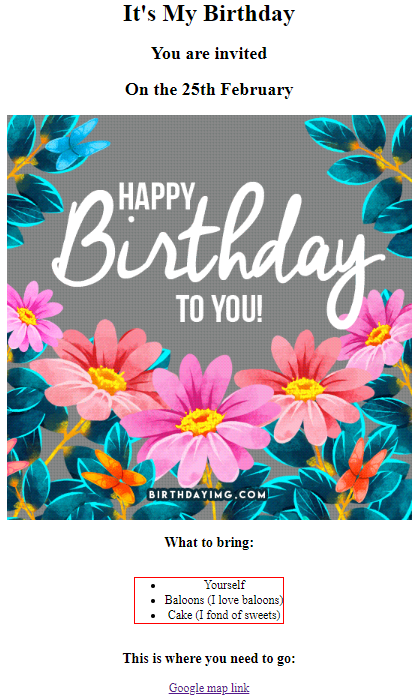 It's My Birthday
You are invited
On the 25th February
HAPPY
Birthday
TO YOU!
BIRTHDAYIMG.COM
What to bring:
Yourself
Baloons (I love baloons)
Cake (I fond of sweets)
This is where you need to go:
Google map link